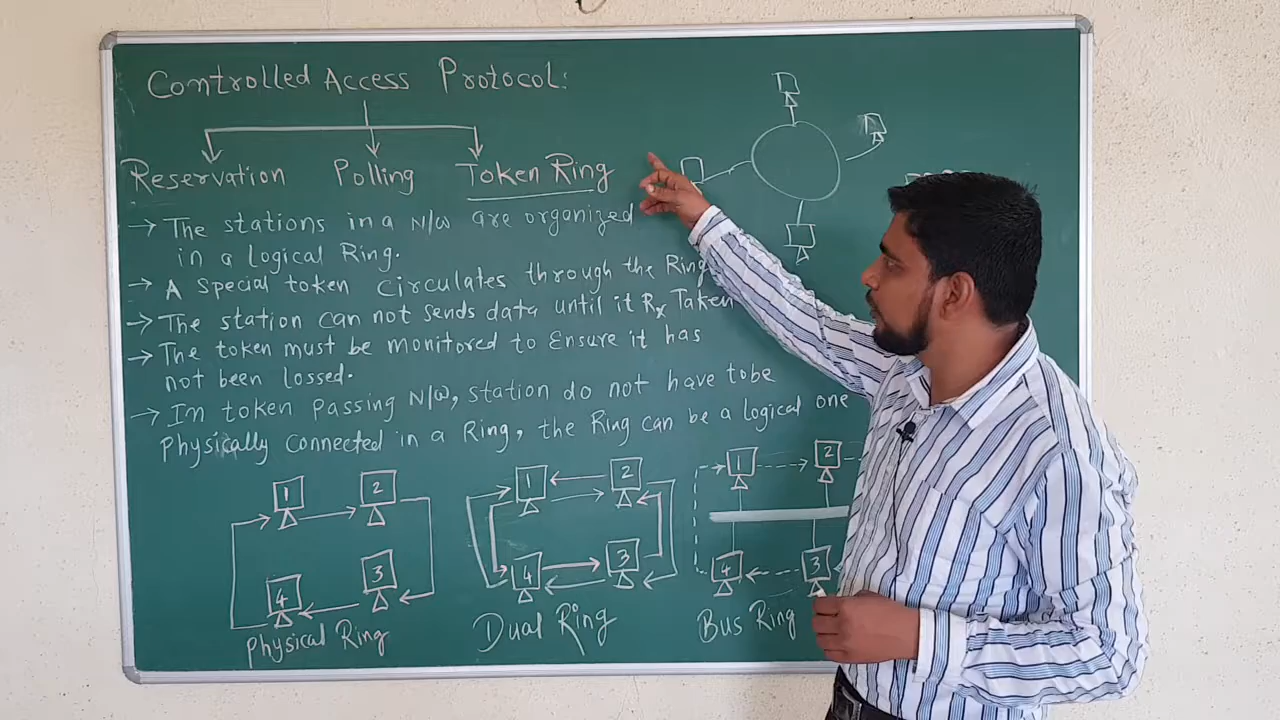 Controlled Access Protocol:
Reservation Polling Token Ring
→ The stations in a N/W are organized
in a Logical Ring.
→ A Special token circulates through the Ring
→ The station can not sends data until it Rx Taken
→ The token must be monitored to Ensure it has
not been lossed.
→ In token passing N/W, station do not have tobe
Physically connected in a Ring, the Ring can be a logical one
1 2
4 3
Physical Ring
1 2
4 3
Dual Ring
1 2
4 3
Bus Ring